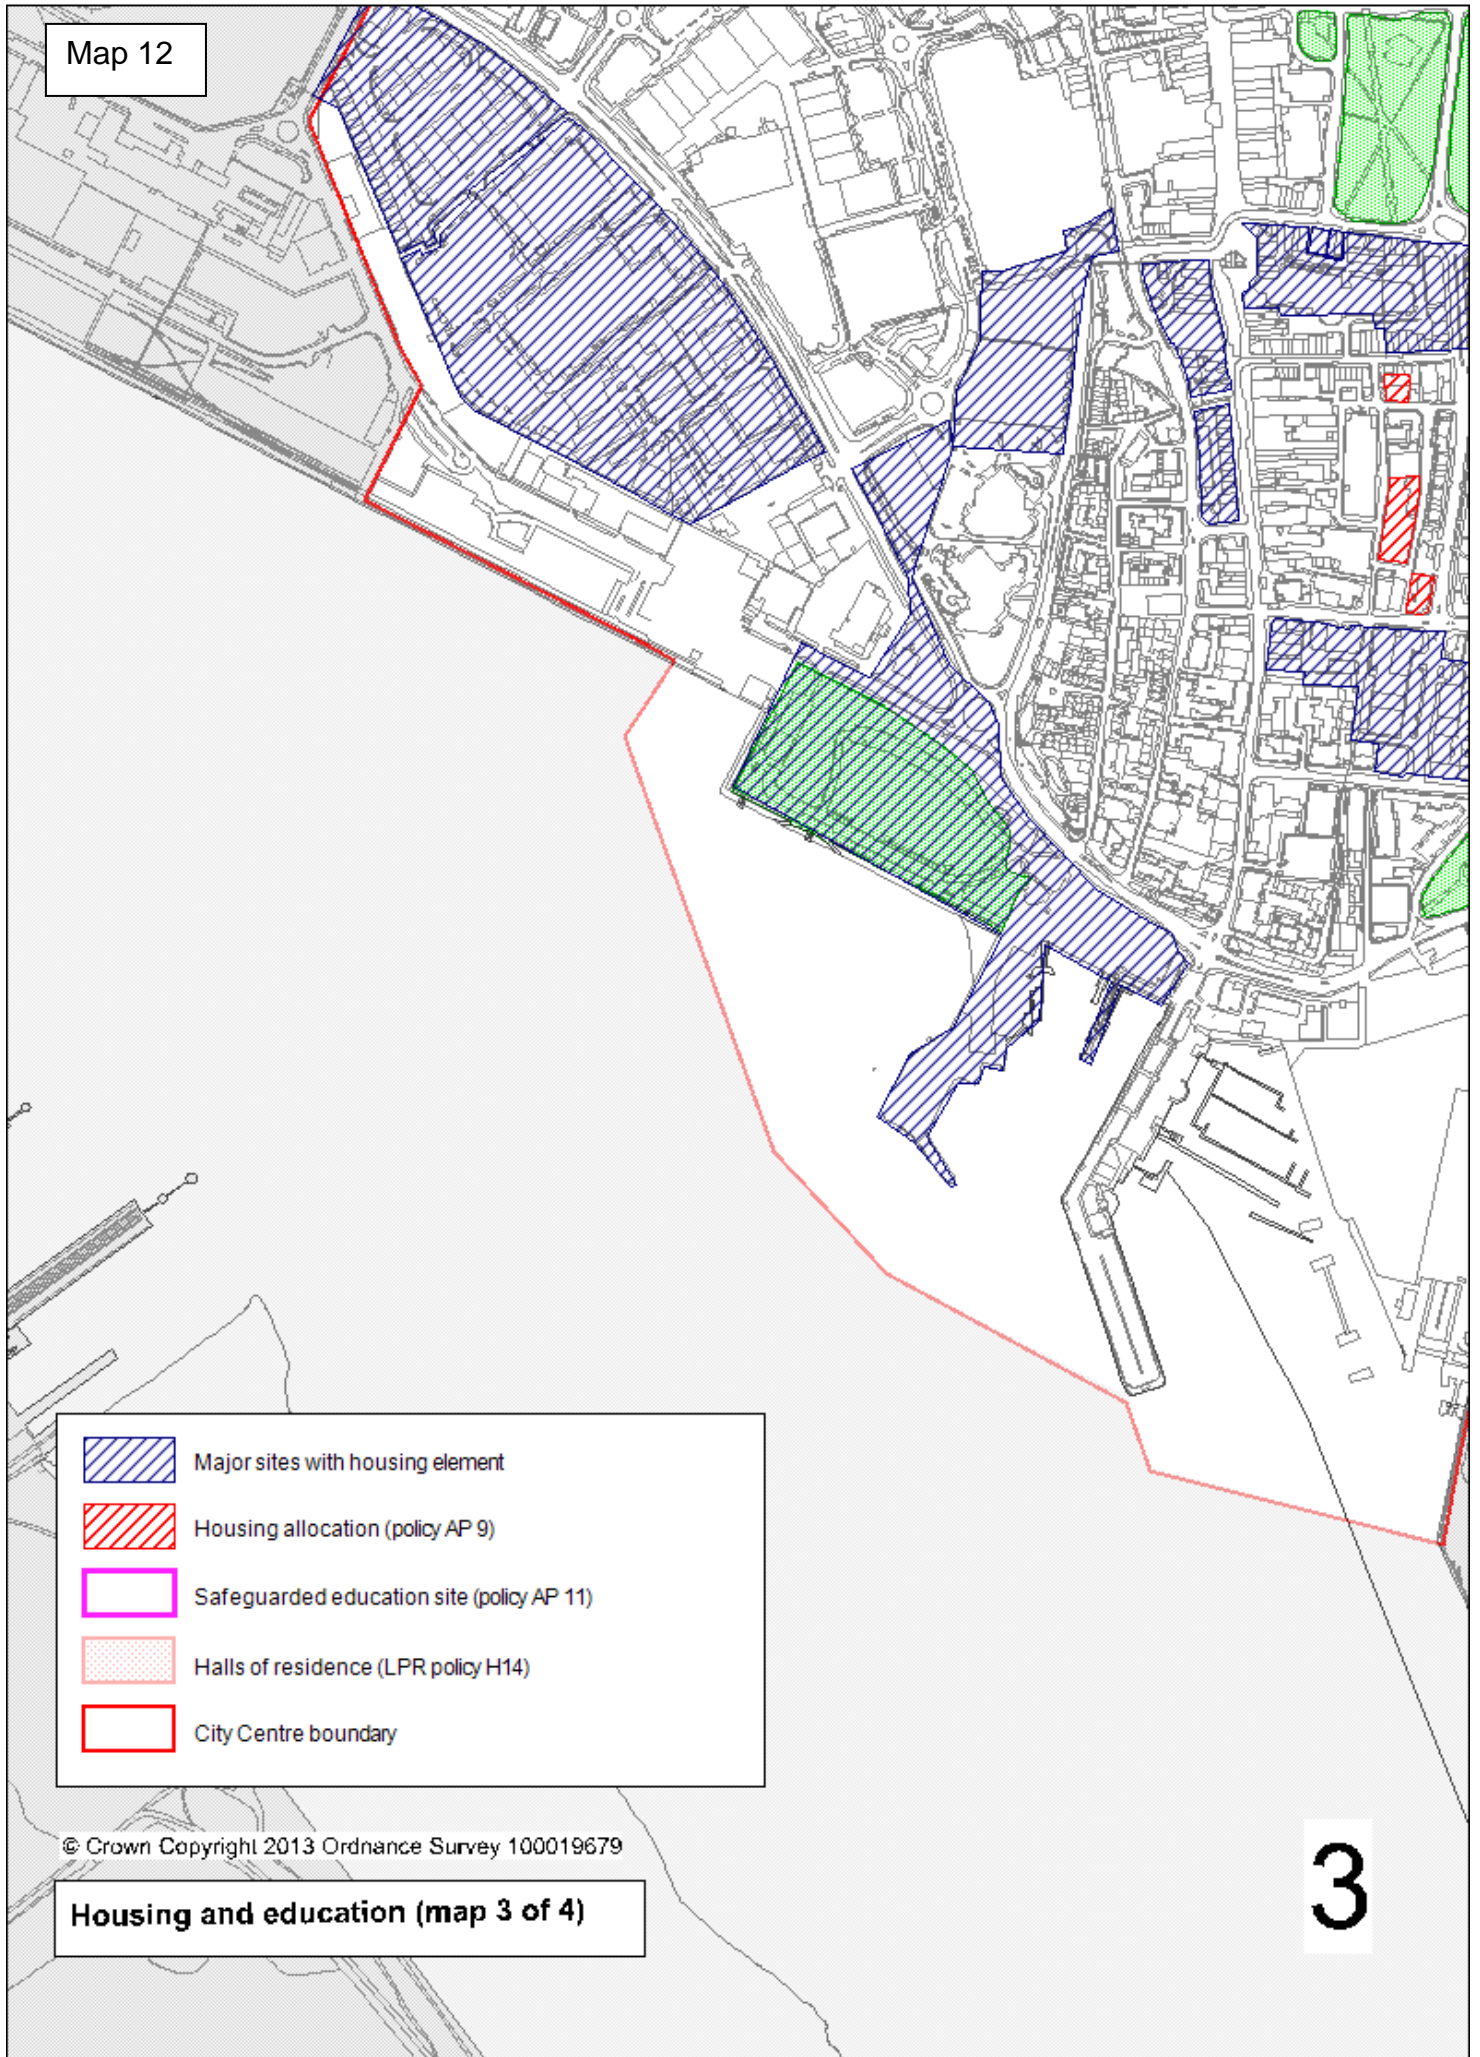 Map 12
Major sites with housing element
Housing allocation (policy AP 9)
Safeguarded education site (policy AP 11)
Halls of residence (LPR policy H14)
City Centre boundary
© Crown Copyright 2013 Ordnance Survey 100019679
Housing and education (map 3 of 4)
3